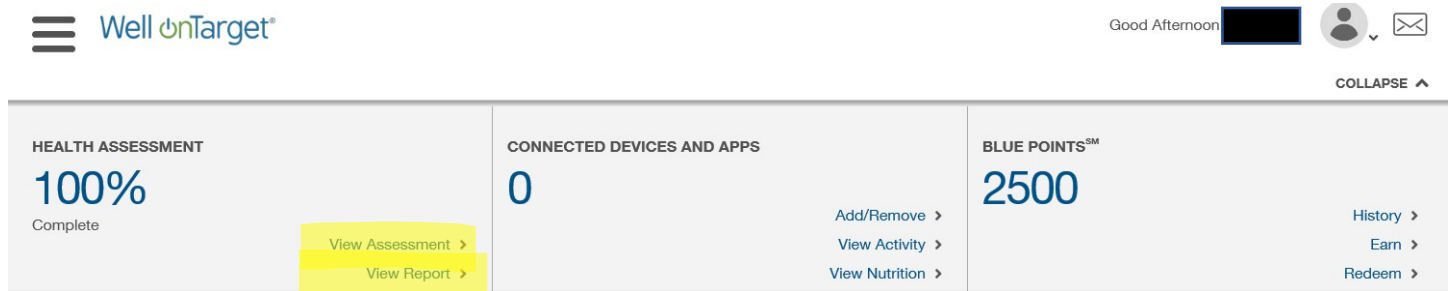 Well onTarget®
Good Afternoon
COLLAPSE
HEALTH ASSESSMENT
100%
Complete
View Assessment >
View Report >
CONNECTED DEVICES AND APPS
0
Add/Remove >
View Activity >
View Nutrition >
BLUE POINTS℠
2500
History >
Earn >
Redeem >